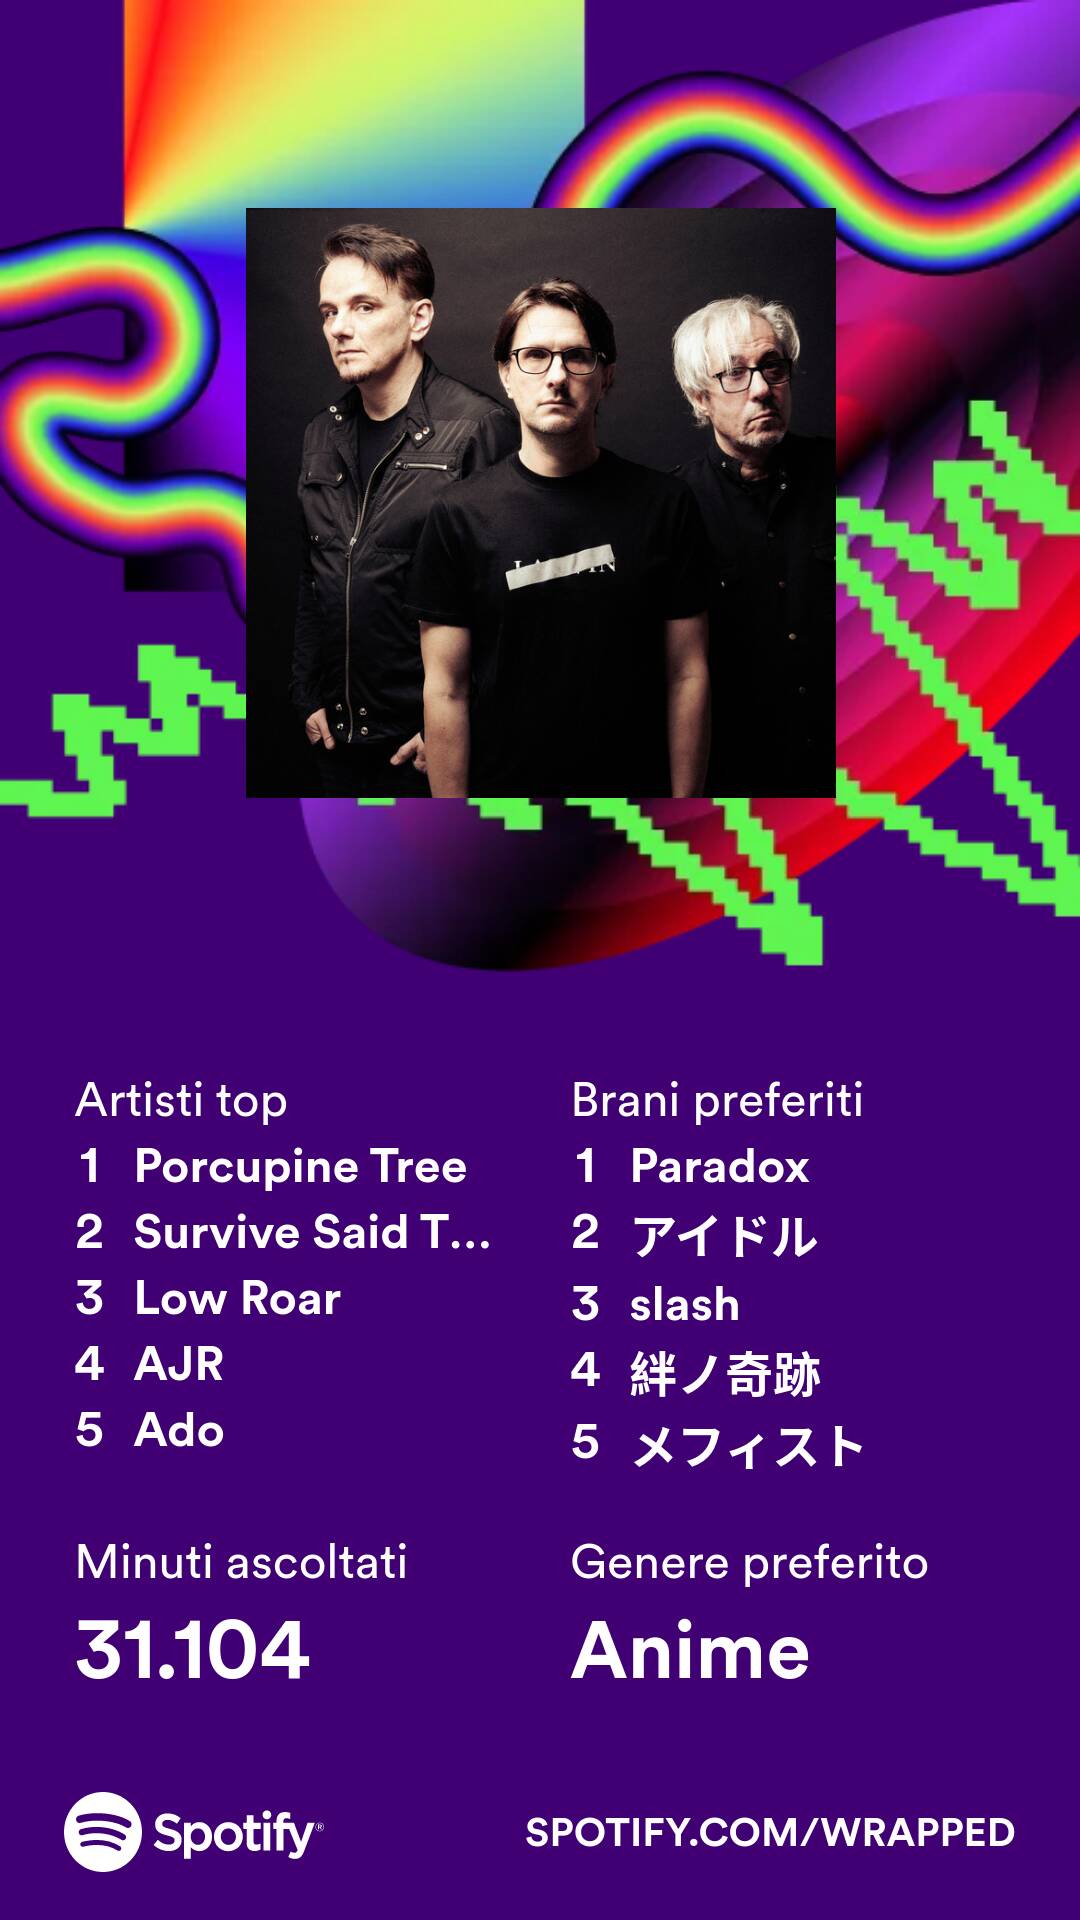 Artisti top
1 Porcupine Tree
2 Survive Said T...
3 Low Roar
4 AJR
5 Ado
Brani preferiti
1 Paradox
2 アイドル
3 slash
4 絆ノ奇跡
5 メフィスト
Minuti ascoltati
31.104
Genere preferito
Anime
Spotify®
SPOTIFY.COM/WRAPPED